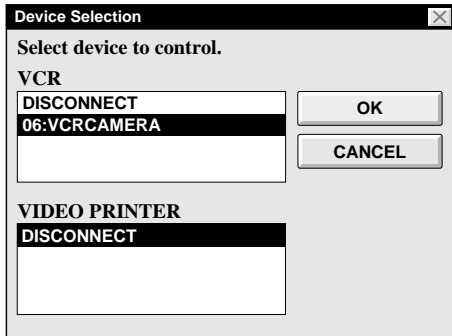 Device Selection
Select device to control.
VCR
DISCONNECT
06:VCRCAMERA
OK
CANCEL
VIDEO PRINTER
DISCONNECT